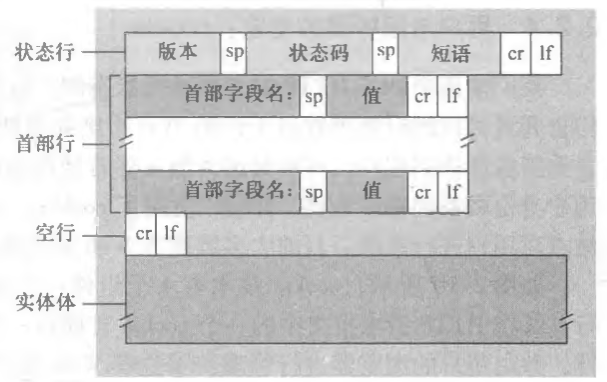 状态行 版本 sp 状态码 sp 短语 cr lf
首部字段名: sp 值 cr lf
首部行
首部字段名: sp 值 cr lf
空行 cr lf
实体体